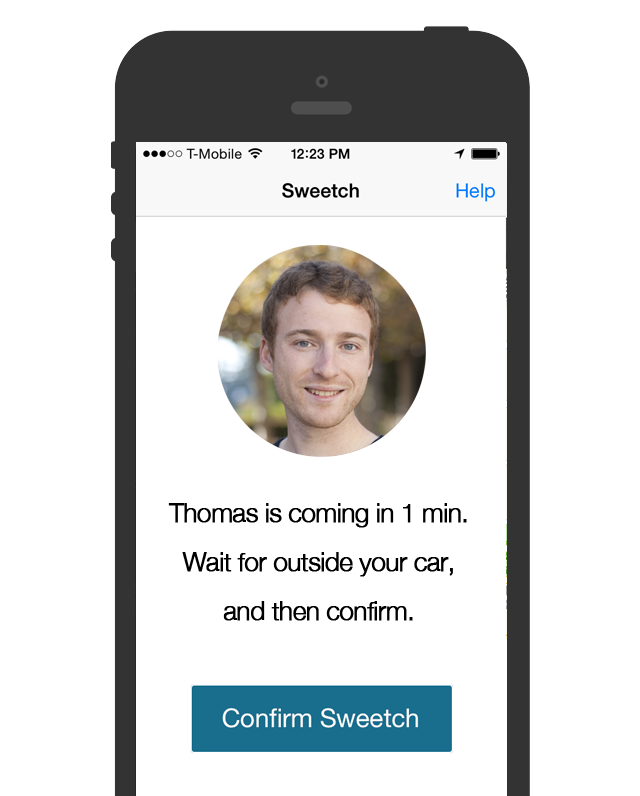 T-Mobile 12:23 PM
Sweetch Help
Thomas is coming in 1 min.
Wait for outside your car,
and then confirm.
Confirm Sweetch